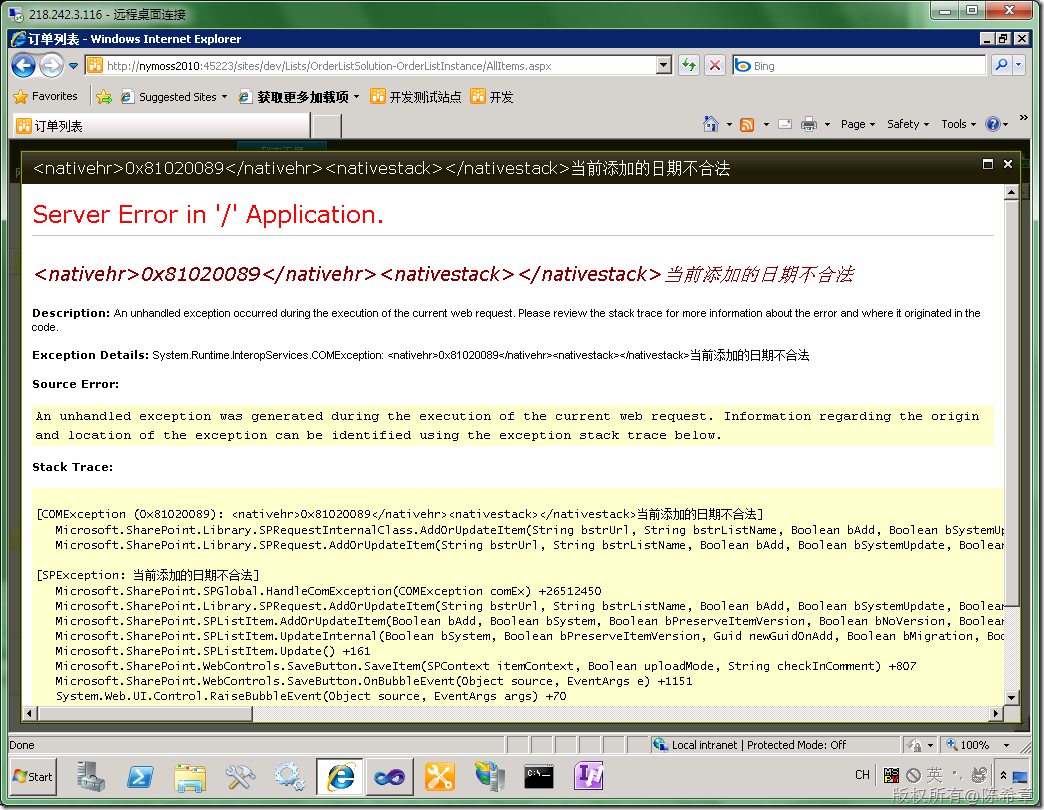 218.242.3.116 - 远程桌面连接
订单列表 - Windows Internet Explorer
http://nymoss2010:45223/sites/dev/Lists/OrderListSolution-OrderListInstance/AllItems.aspx
Bing
Favorites
Suggested Sites
获取更多加载项
开发测试站点
开发
订单列表
Page
Safety
Tools
<nativehr>0x81020089</nativehr><nativestack></nativestack>当前添加的日期不合法
Server Error in '/' Application.
<nativehr>0x81020089</nativehr><nativestack></nativestack>当前添加的日期不合法
Description: An unhandled exception occurred during the execution of the current web request. Please review the stack trace for more information about the error and where it originated in the
code.
Exception Details: System.Runtime.InteropServices.COMException: <nativehr>0x81020089</nativehr><nativestack></nativestack>当前添加的日期不合法
Source Error:
An unhandled exception was generated during the execution of the current web request. Information regarding the origin
and location of the exception can be identified using the exception stack trace below.
Stack Trace:
[COMException (0x81020089): <nativehr>0x81020089</nativehr><nativestack></nativestack>当前添加的日期不合法]
Microsoft.SharePoint.Library.SPRequestInternalClass.AddOrUpdateItem(String bstrUrl, String bstrListName, Boolean bAdd, Boolean bSystemUp
Microsoft.SharePoint.Library.SPRequest.AddOrUpdateItem(String bstrUrl, String bstrListName, Boolean bAdd, Boolean bSystemUpdate, Boolean
[SPException: 当前添加的日期不合法]
Microsoft.SharePoint.SPGlobal.HandleComException(COMException comEx) +26512450
Microsoft.SharePoint.Library.SPRequest.AddOrUpdateItem(String bstrUrl, String bstrListName, Boolean bAdd, Boolean bSystemUpdate, Boolean
Microsoft.SharePoint.SPListItem.AddOrUpdateItem(Boolean bAdd, Boolean bSystem, Boolean bPreserveItemVersion, Boolean bNoVersion, Boolean
Microsoft.SharePoint.SPListItem.UpdateInternal(Boolean bSystem, Boolean bPreserveItemVersion, Guid newGuidOnAdd, Boolean bMigration, Boo
Microsoft.SharePoint.SPListItem.Update() +161
Microsoft.SharePoint.WebControls.SaveButton.SaveItem(SPContext itemContext, Boolean uploadMode, String checkInComment) +807
Microsoft.SharePoint.WebControls.SaveButton.OnBubbleEvent(Object source, EventArgs e) +1151
System.Web.UI.Control.RaiseBubbleEvent(Object source, EventArgs args) +70
Done
Local intranet | Protected Mode: Off
100%
Start
CH
英
版权所有@陈希章